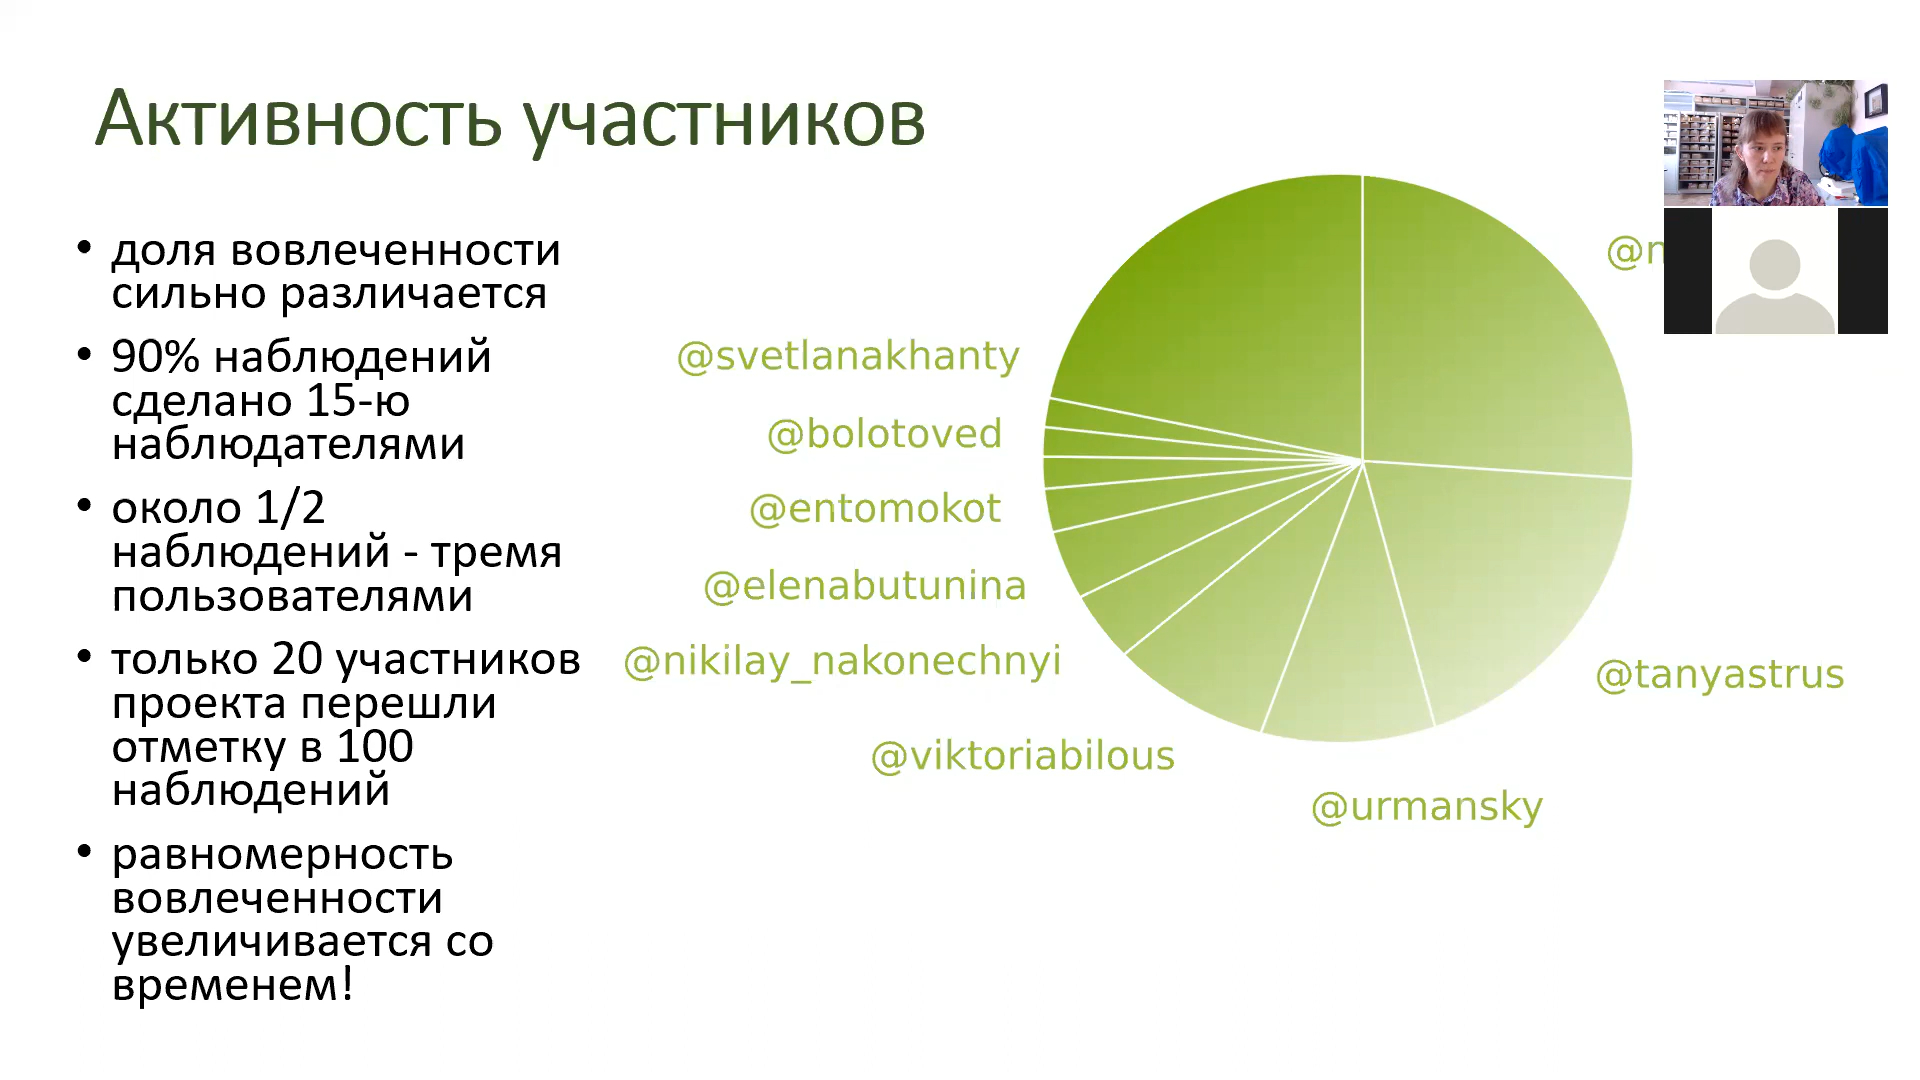 Активность участников
• доля вовлеченности
сильно различается
• 90% наблюдений
сделано 15-ю
наблюдателями
• около 1/2
наблюдений - тремя
пользователями
• только 20 участников
проекта перешли
отметку в 100
наблюдений
• равномерность
вовлеченности
увеличивается со
временем!
@svetlanakhanty
@bolotoved
@entomokot
@elenabutunina
@nikilay_nakonechnyi
@viktoriabilous
@urmansky
@tanyastrus